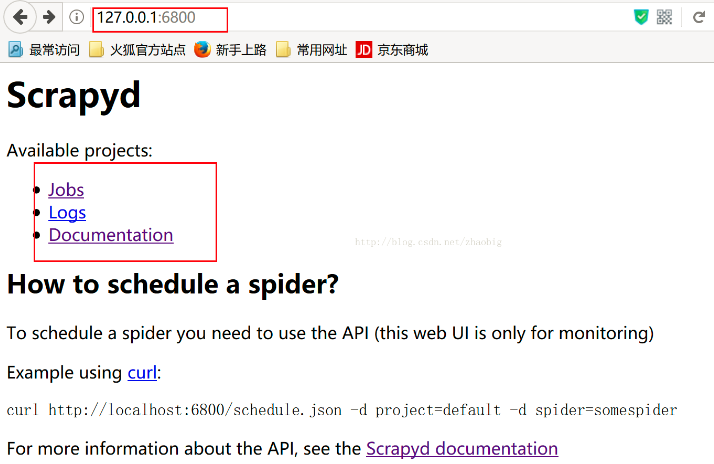 127.0.0.1:6800
最常访问 火狐官方站点 新手上路 常用网址 JD 京东商城
Scrapyd
Available projects:
Jobs
Logs
Documentation
http://blog.csdn.net/zhaobig
How to schedule a spider?
To schedule a spider you need to use the API (this web UI is only for monitoring)
Example using curl:
curl http://localhost:6800/schedule.json -d project=default -d spider=somespider
For more information about the API, see the Scrapyd documentation